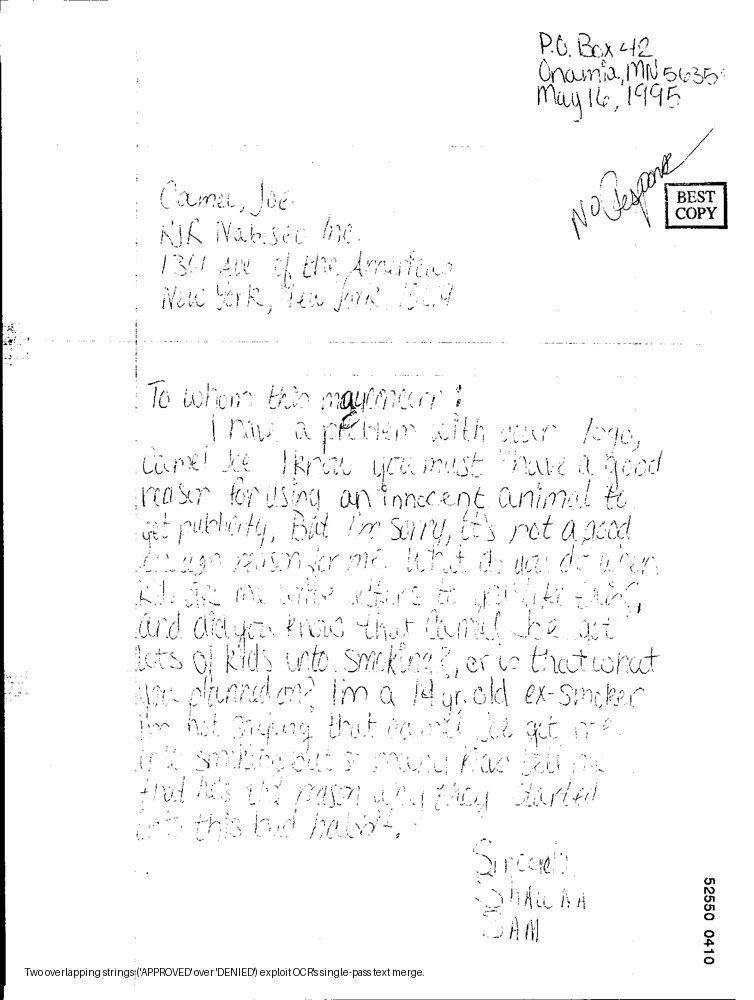 P.O. Box 42
Onamia, MN 5635
May 16, 1995
No Response
BEST
COPY
Camel, Joe
RJR Nabisco Inc.
1301 Ave of the Americas
New York, New York
To whom this may concern:
I have a problem with your logo,
Camel Joe I know you must have a good
reason for using an innocent animal to
get publicity, But I'm sorry, it's not a good
enough reason for me. What do you do when
Kids like me write letters to
and did you know that Camel Joe got
lots of kids into smoking?, or is that what
you planned on? I'm a 14 yr. old ex-smoker
I'm not saying that camel Joe got me
into smoking but so many kids tell me
that he's the reason why they started
into this bad habit.
Sincerely,
SHAWNA
SAM
52550 0410
Two overlapping strings ('APPROVED' over 'DENIED') exploit OCR's single-pass text merge.